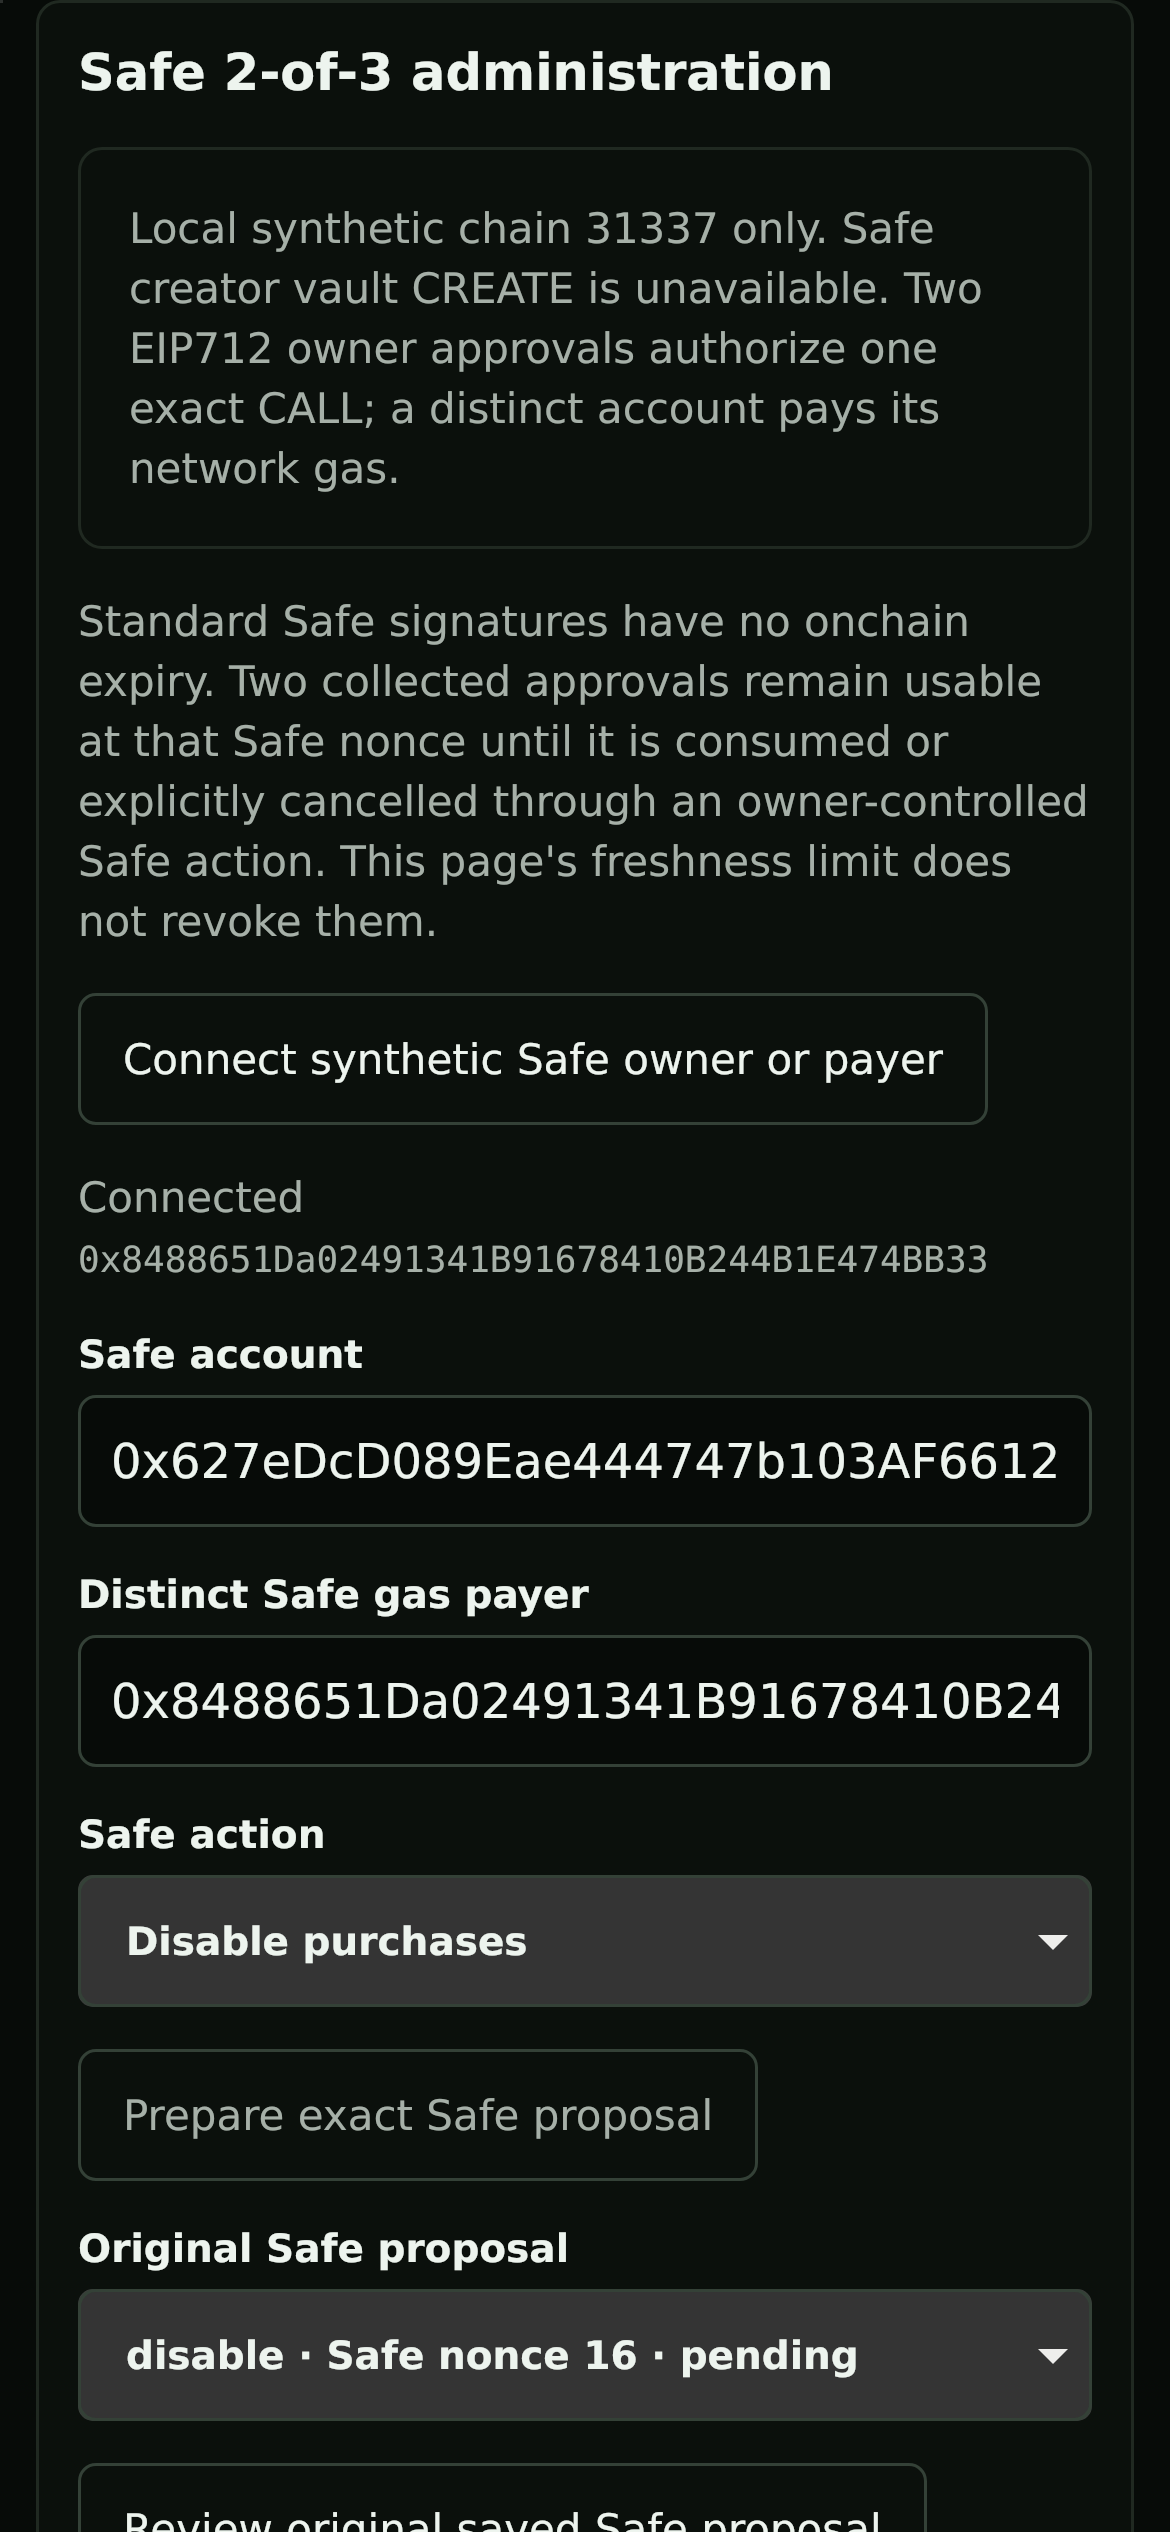 Safe 2-of-3 administration
Local synthetic chain 31337 only. Safe
creator vault CREATE is unavailable. Two
EIP712 owner approvals authorize one
exact CALL; a distinct account pays its
network gas.
Standard Safe signatures have no onchain
expiry. Two collected approvals remain usable
at that Safe nonce until it is consumed or
explicitly cancelled through an owner-controlled
Safe action. This page's freshness limit does
not revoke them.
Connect synthetic Safe owner or payer
Connected
0x8488651Da02491341B91678410B244B1E474BB33
Safe account
0x627eDcD089Eae444747b103AF6612
Distinct Safe gas payer
0x8488651Da02491341B91678410B24
Safe action
Disable purchases
Prepare exact Safe proposal
Original Safe proposal
disable · Safe nonce 16 · pending
Review original saved Safe proposal